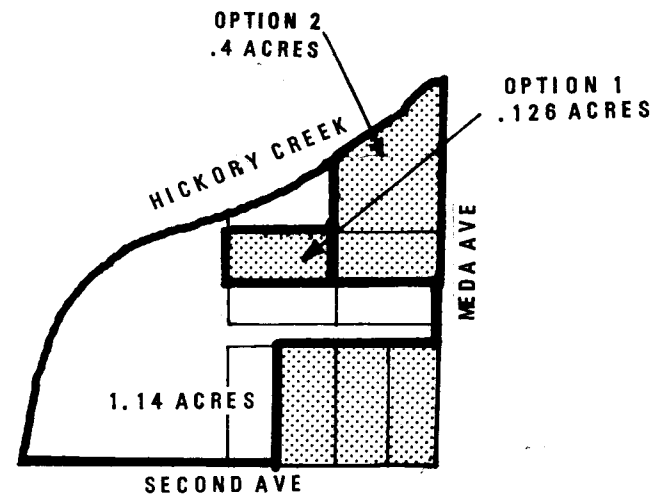 OPTION 2
.4 ACRES
OPTION 1
.126 ACRES
HICKORY CREEK
MEDA AVE
1.14 ACRES
SECOND AVE